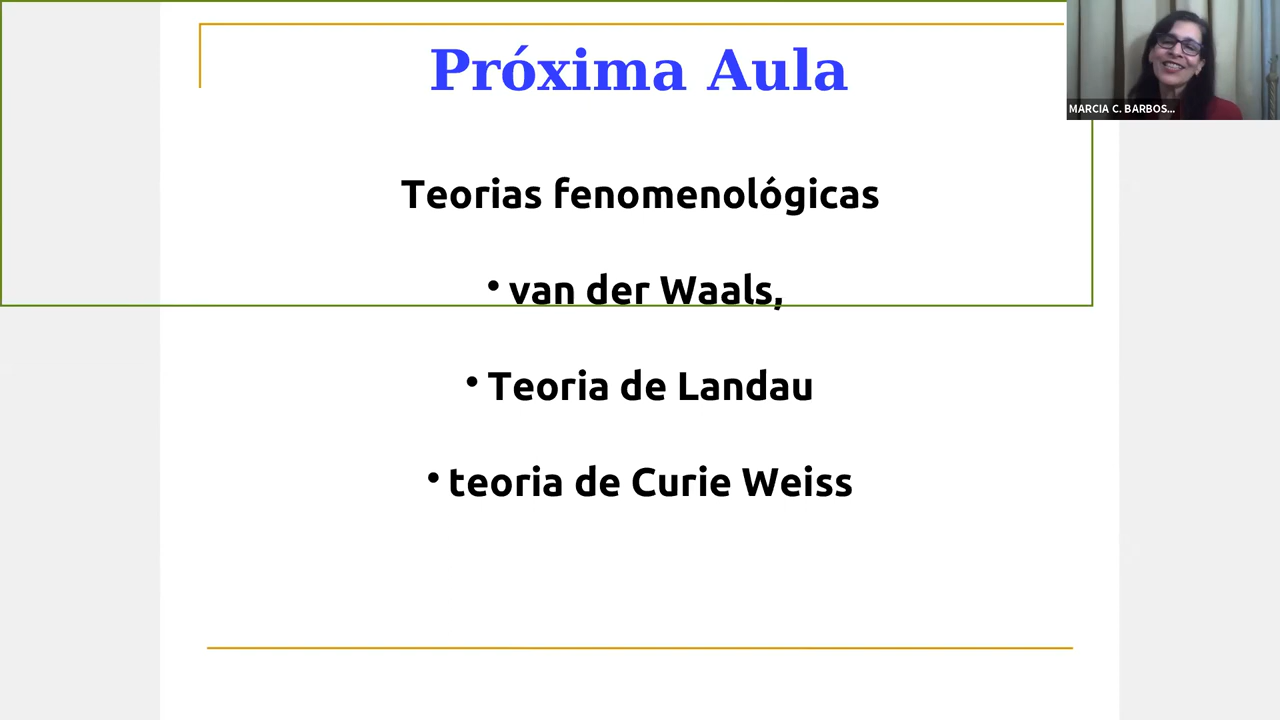 Próxima Aula
MARCIA C. BARBOS...
Teorias fenomenológicas
• van der Waals,
• Teoria de Landau
• teoria de Curie Weiss